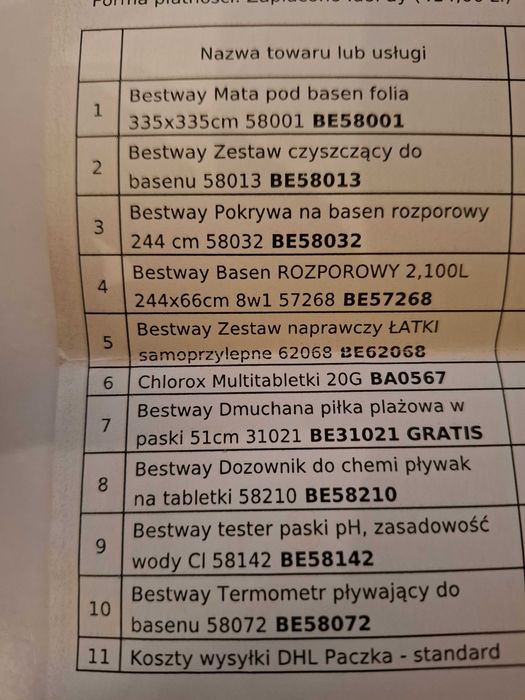 Forma płatności:
Nazwa towaru lub usługi
1 Bestway Mata pod basen folia
335x335cm 58001 BE58001
2 Bestway Zestaw czyszczący do
basenu 58013 BE58013
3 Bestway Pokrywa na basen rozporowy
244 cm 58032 BE58032
4 Bestway Basen ROZPOROWY 2,100L
244x66cm 8w1 57268 BE57268
5 Bestway Zestaw naprawczy ŁATKI
samoprzylepne 62068 BE62068
6 Chlorox Multitabletki 20G BA0567
7 Bestway Dmuchana piłka plażowa w
paski 51cm 31021 BE31021 GRATIS
8 Bestway Dozownik do chemi pływak
na tabletki 58210 BE58210
9 Bestway tester paski pH, zasadowość
wody Cl 58142 BE58142
10 Bestway Termometr pływający do
basenu 58072 BE58072
11 Koszty wysyłki DHL Paczka - standard